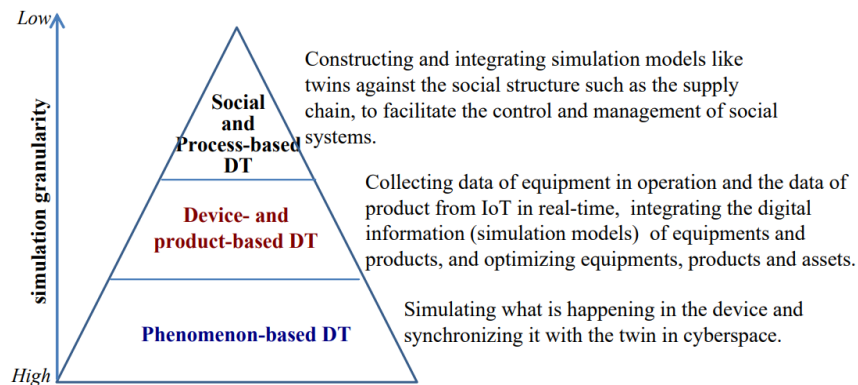 Low
simulation granularity
High
Social
and
Process-based
DT
Constructing and integrating simulation models like
twins against the social structure such as the supply
chain, to facilitate the control and management of social
systems.
Device- and
product-based DT
Collecting data of equipment in operation and the data of
product from IoT in real-time, integrating the digital
information (simulation models) of equipments and
products, and optimizing equipments, products and assets.
Phenomenon-based DT
Simulating what is happening in the device and
synchronizing it with the twin in cyberspace.